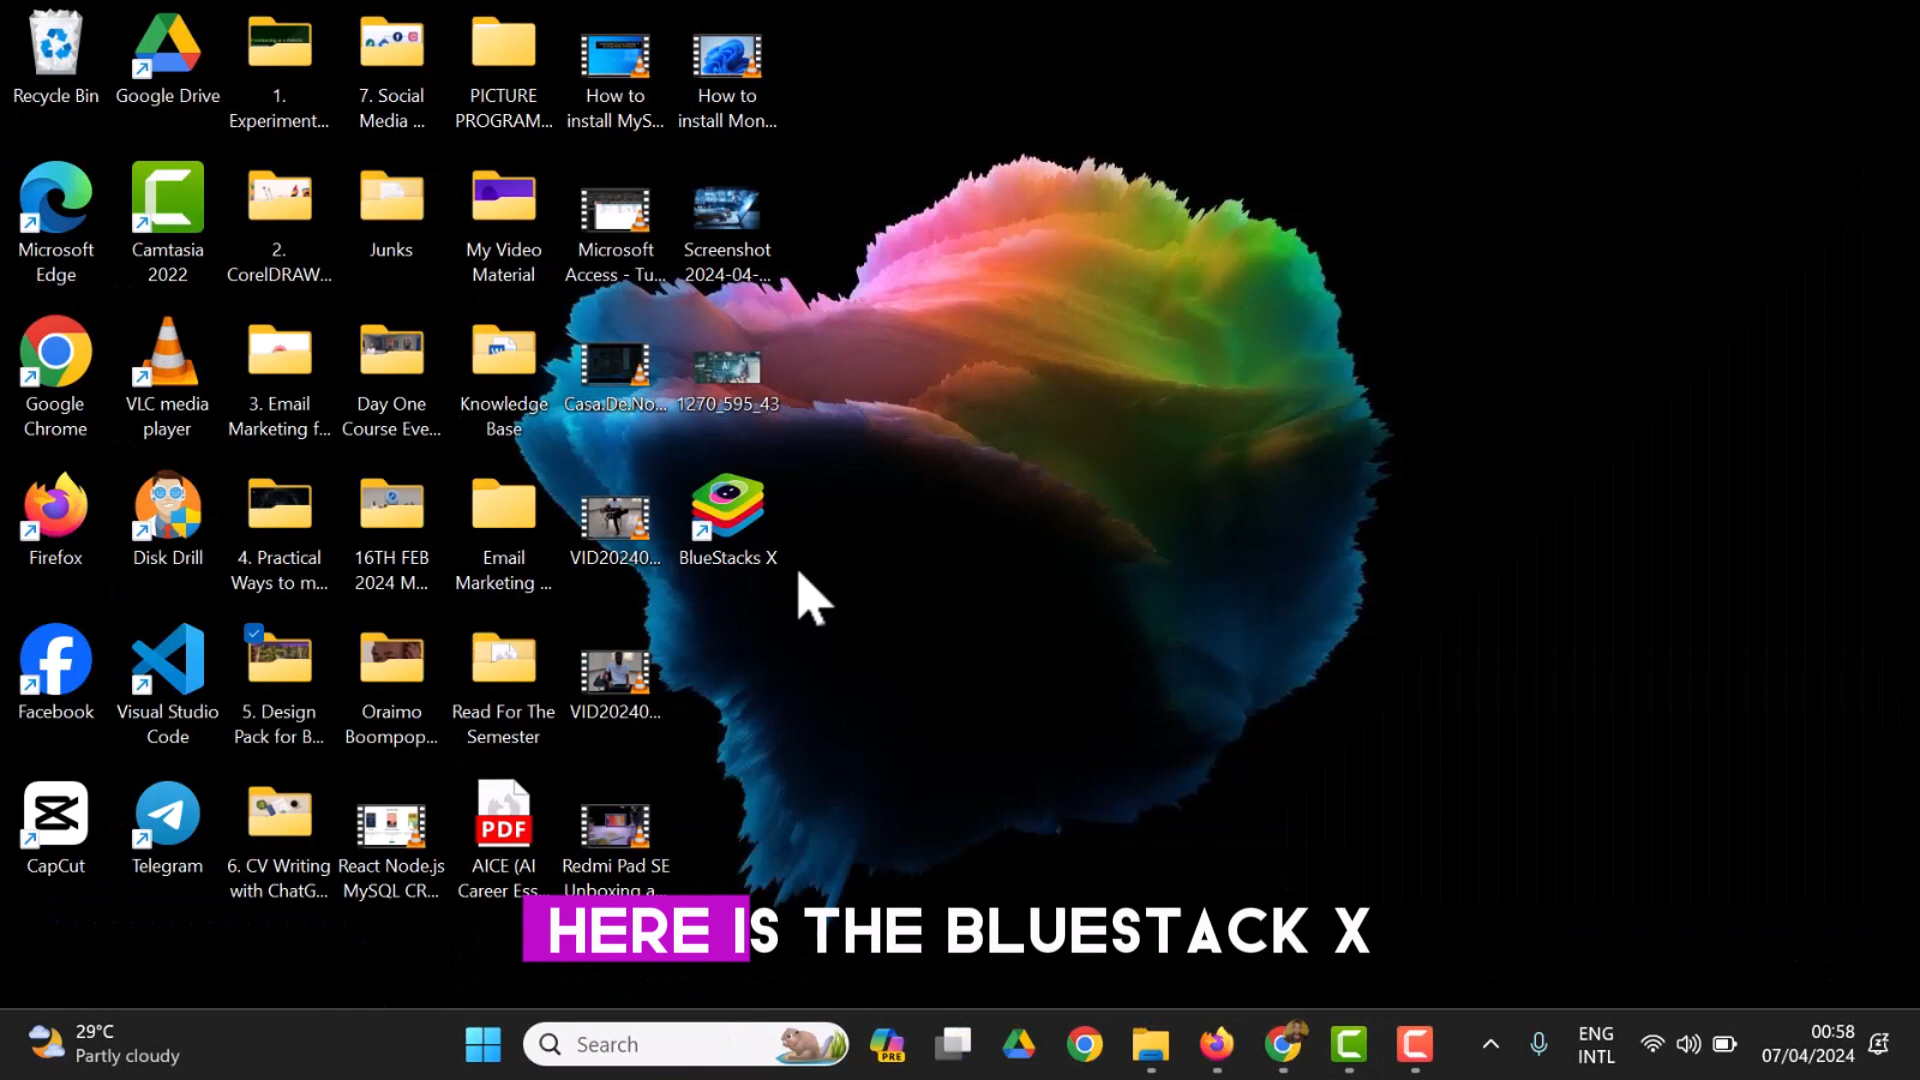 Recycle Bin
Google Drive
1.
Experiment...
7. Social
Media ...
PICTURE
PROGRAM...
How to
install MyS...
How to
install Mon...
Microsoft
Edge
Camtasia
2022
2.
CorelDRAW...
Junks
My Video
Material
Microsoft
Access - Tu...
Screenshot
2024-04-...
Google
Chrome
VLC media
player
3. Email
Marketing f...
Day One
Course Eve...
Knowledge
Base
Casa.De.No...
1270_595_43
Firefox
Disk Drill
4. Practical
Ways to m...
16TH FEB
2024 M...
Email
Marketing ...
VID20240...
BlueStacks X
Facebook
Visual Studio
Code
5. Design
Pack for B...
Oraimo
Boompop...
Read For The
Semester
VID20240...
CapCut
Telegram
6. CV Writing
with ChatG...
React Node.js
MySQL CR...
PDF
AICE (AI
Career Ess...
Redmi Pad SE
Unboxing a...
HERE IS THE BLUESTACK X
29°C
Partly cloudy
Search
PRE
ENG
INTL
00:58
07/04/2024